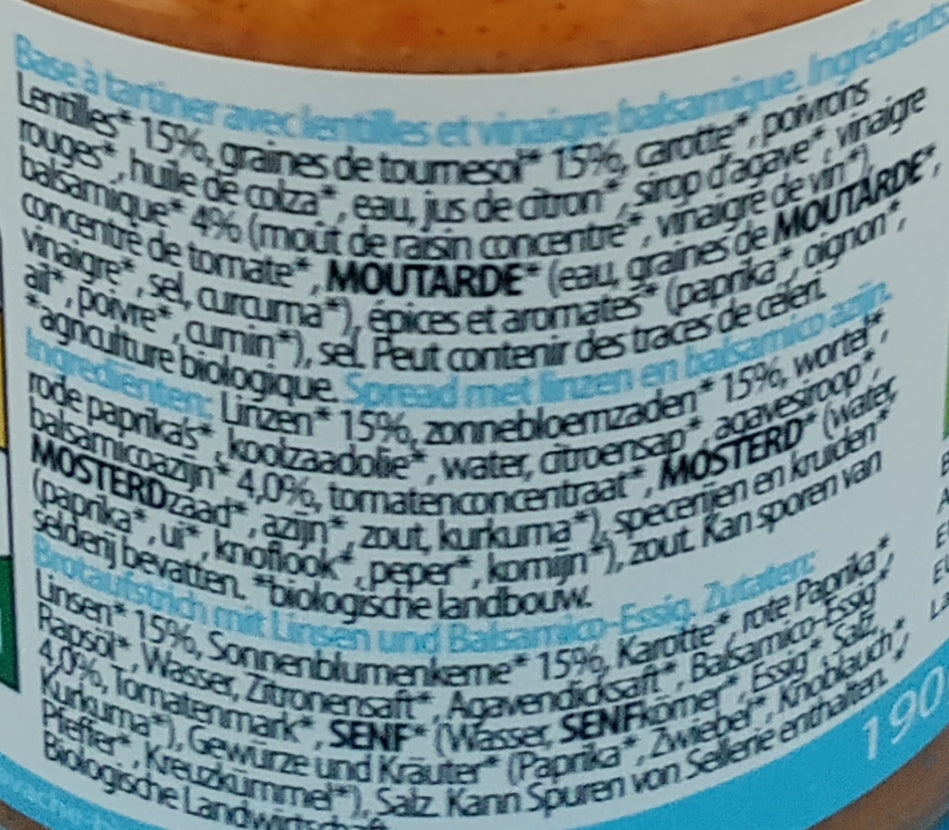 Base à tartiner avec lentilles et vinaigre balsamique. Ingrédients
Lentilles* 15%, graines de tournesol* 15%, carotte*, poivrons
rouges*, huile de colza*, eau, jus de citron*, sirop d'agave*, vinaigre
balsamique* 4% (moût de raisin concentré*, vinaigre de vin*),
concentré de tomate*, MOUTARDE* (eau, graines de MOUTARDE*,
vinaigre*, sel, curcuma*), épices et aromates* (paprika*, oignon*,
ail*, poivre*, cumin*), sel. Peut contenir des traces de céleri.
*agriculture biologique. Spread met linzen en balsamico azijn.
Ingrediënten: Linzen* 15%, zonnebloemzaden* 15%, wortel*,
rode paprika's*, koolzaadolie*, water, citroensap*, agavesiroop*,
balsamicoazijn* 4,0%, tomatenconcentraat*, MOSTERD* (water,
MOSTERDzaad*, azijn*, zout, kurkuma*), specerijen en kruiden*
(paprika*, ui*, knoflook*, peper*, komijn*), zout. Kan sporen van
selderij bevatten. *biologische landbouw.
Brotaufstrich mit Linsen und Balsamico-Essig. Zutaten:
Linsen* 15%, Sonnenblumenkerne* 15%, Karotte*, rote Paprika*,
Rapsöl*, Wasser, Zitronensaft*, Agavendicksaft*, Balsamico-Essig*
4,0%, Tomatenmark*, SENF* (Wasser, SENFkörner*, Essig*, Salz,
Kurkuma*), Gewürze und Kräuter* (Paprika*, Zwiebel*, Knoblauch*,
Pfeffer*, Kreuzkümmel*), Salz. Kann Spuren von Sellerie enthalten.
Biologische Landwirtschaft
190